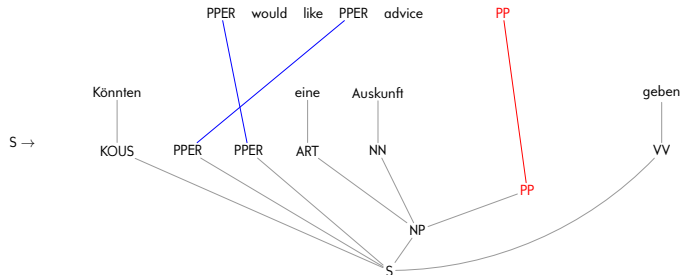 PPER would like PPER advice PP
Könnten eine Auskunft geben
S → KOUS PPER PPER ART NN VV
PP
NP
S